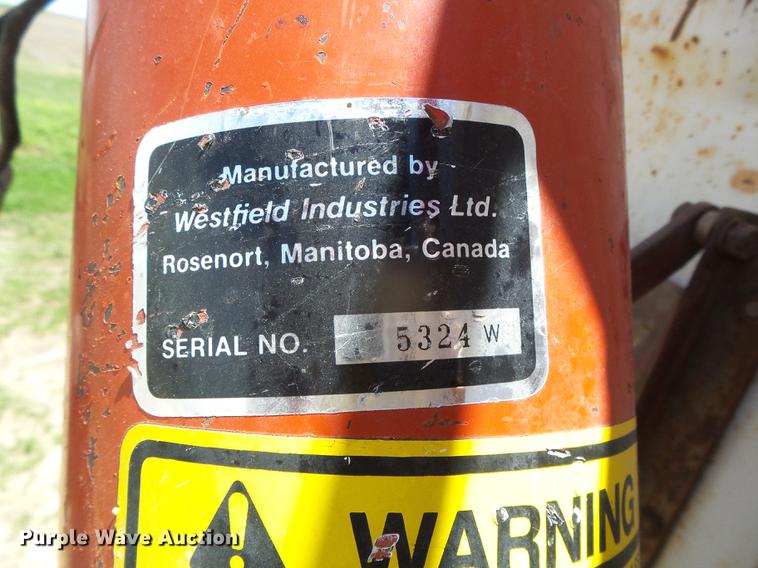 Manufactured by
Westfield Industries Ltd.
Rosenort, Manitoba, Canada
SERIAL NO. 5324 W
WARNING
Purple Wave Auction